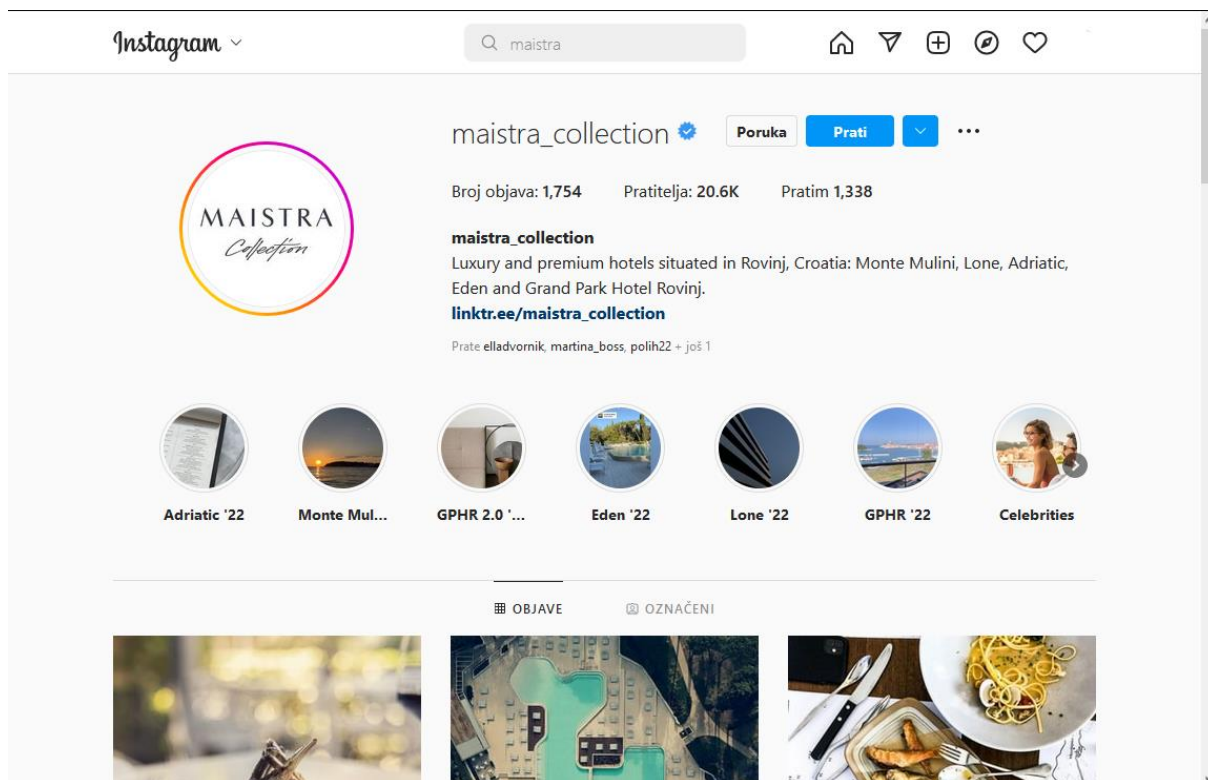 Instagram
maistra
maistra_collection Poruka Prati
Broj objava: 1,754 Pratitelja: 20.6K Pratim 1,338
MAISTRA
Collection
maistra_collection
Luxury and premium hotels situated in Rovinj, Croatia: Monte Mulini, Lone, Adriatic,
Eden and Grand Park Hotel Rovinj.
linktr.ee/maistra_collection
Prate elladvornik, martina_boss, polih22 + još 1
Adriatic '22 Monte Mul... GPHR 2.0 '... Eden '22 Lone '22 GPHR '22 Celebrities
OBJAVE OZNAČENI